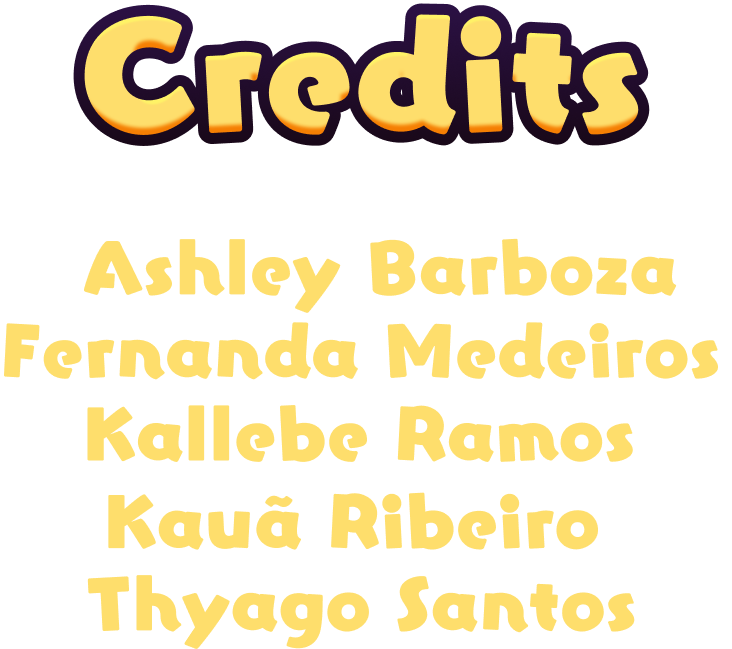 Credits
Ashley Barboza
Fernanda Medeiros
Kallebe Ramos
Kauã Ribeiro
Thyago Santos